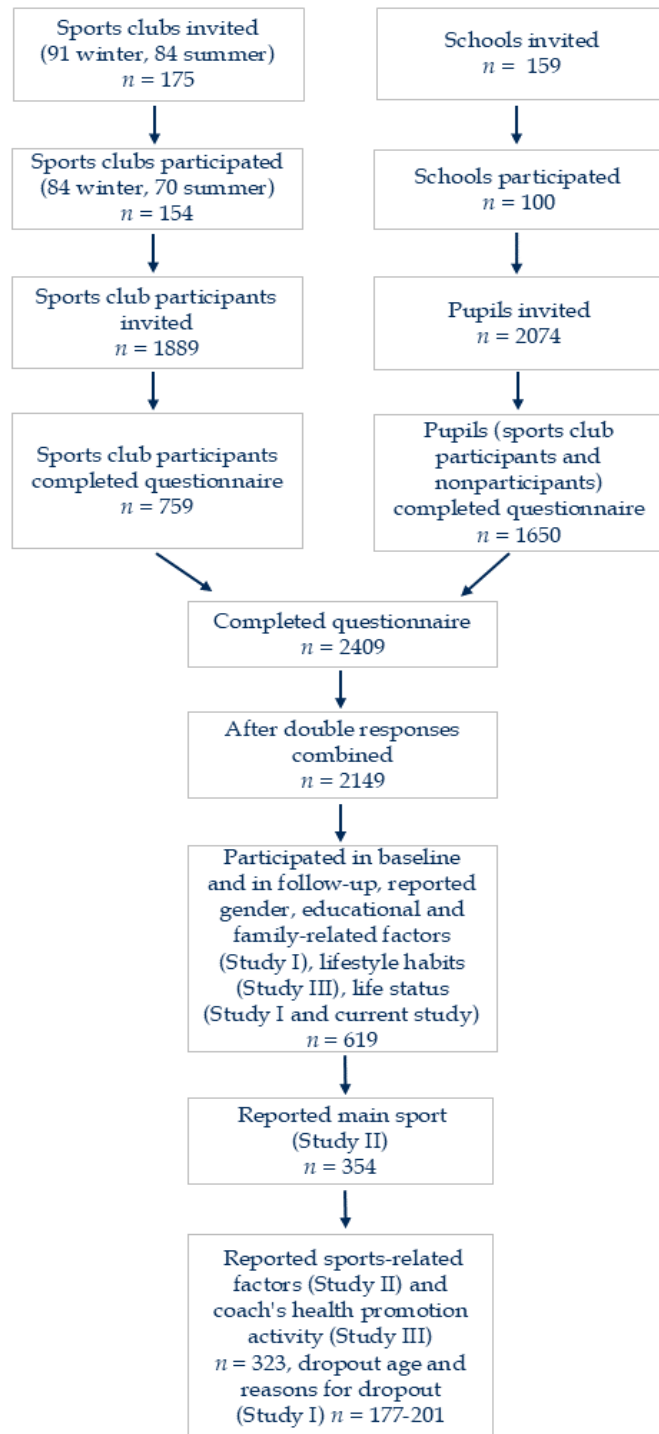 Sports clubs invited
(91 winter, 84 summer)
n = 175
Schools invited
n = 159
Sports clubs participated
(84 winter, 70 summer)
n = 154
Schools participated
n = 100
Sports club participants
invited
n = 1889
Pupils invited
n = 2074
Sports club participants
completed questionnaire
n = 759
Pupils (sports club
participants and
nonparticipants)
completed questionnaire
n = 1650
Completed questionnaire
n = 2409
After double responses
combined
n = 2149
Participated in baseline
and in follow-up, reported
gender, educational and
family-related factors
(Study I), lifestyle habits
(Study III), life status
(Study I and current study)
n = 619
Reported main sport
(Study II)
n = 354
Reported sports-related
factors (Study II) and
coach's health promotion
activity (Study III)
n = 323, dropout age and
reasons for dropout
(Study I) n = 177-201